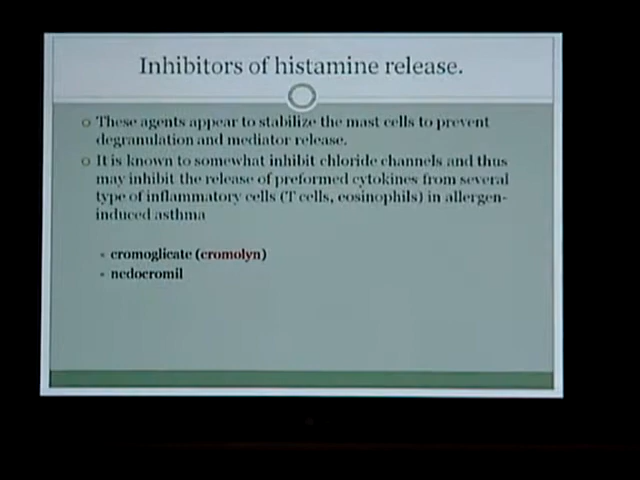 Inhibitors of histamine release.
These agents appear to stabilize the mast cells to prevent
degranulation and mediator release.
It is known to somewhat inhibit chloride channels and thus
may inhibit the release of preformed cytokines from several
type of inflammatory cells (T cells, eosinophils) in allergen-
induced asthma
- cromoglicate (cromolyn)
- nedocromil